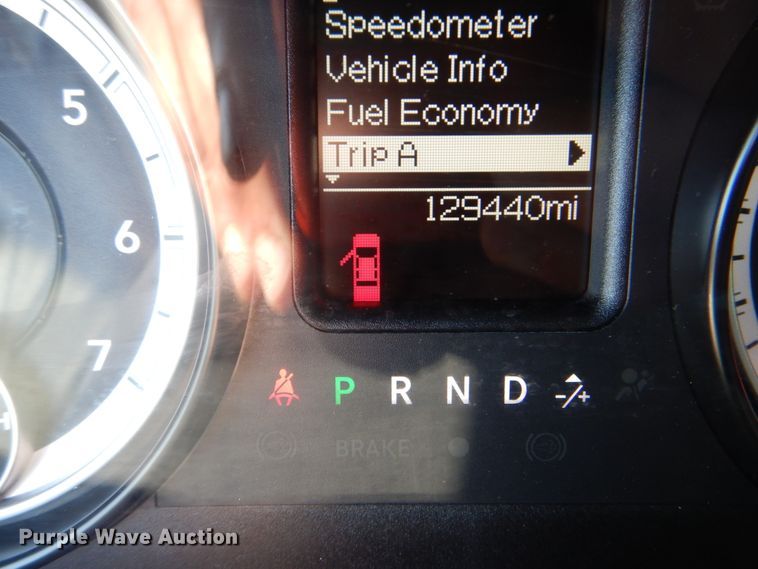 Speedometer
Vehicle Info
Fuel Economy
Trip A
129440mi
5
6
7
P R N D -/+
BRAKE
Purple Wave Auction